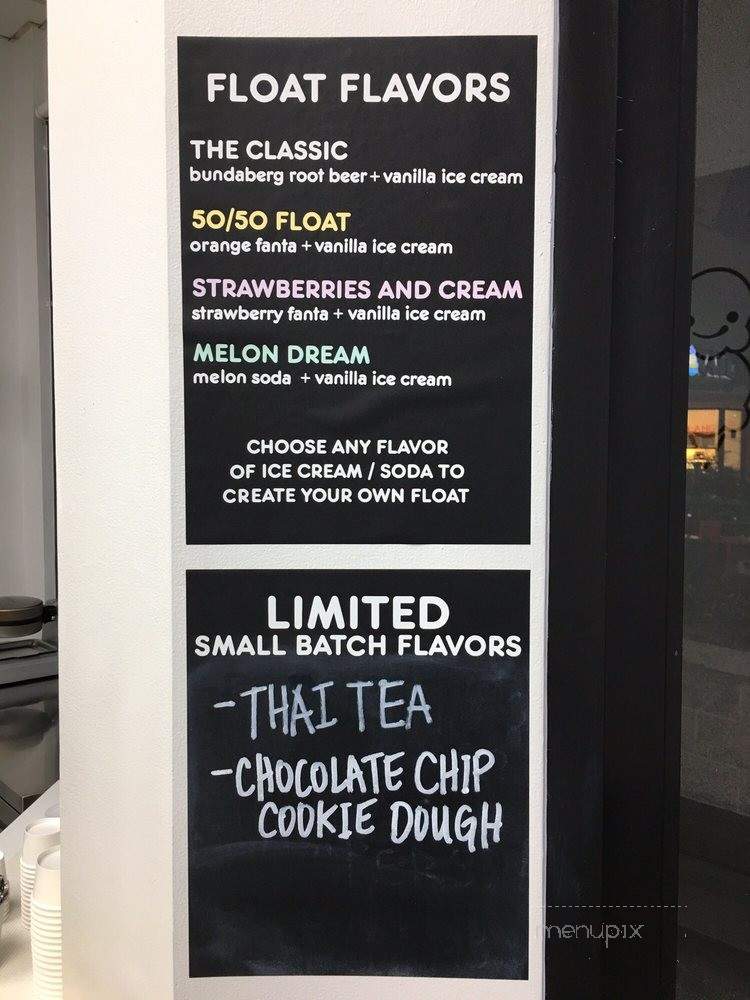 FLOAT FLAVORS
THE CLASSIC
bundaberg root beer + vanilla ice cream
50/50 FLOAT
orange fanta + vanilla ice cream
STRAWBERRIES AND CREAM
strawberry fanta + vanilla ice cream
MELON DREAM
melon soda + vanilla ice cream
CHOOSE ANY FLAVOR
OF ICE CREAM / SODA TO
CREATE YOUR OWN FLOAT
LIMITED
SMALL BATCH FLAVORS
- THAI TEA
- CHOCOLATE CHIP
COOKIE DOUGH
menupix